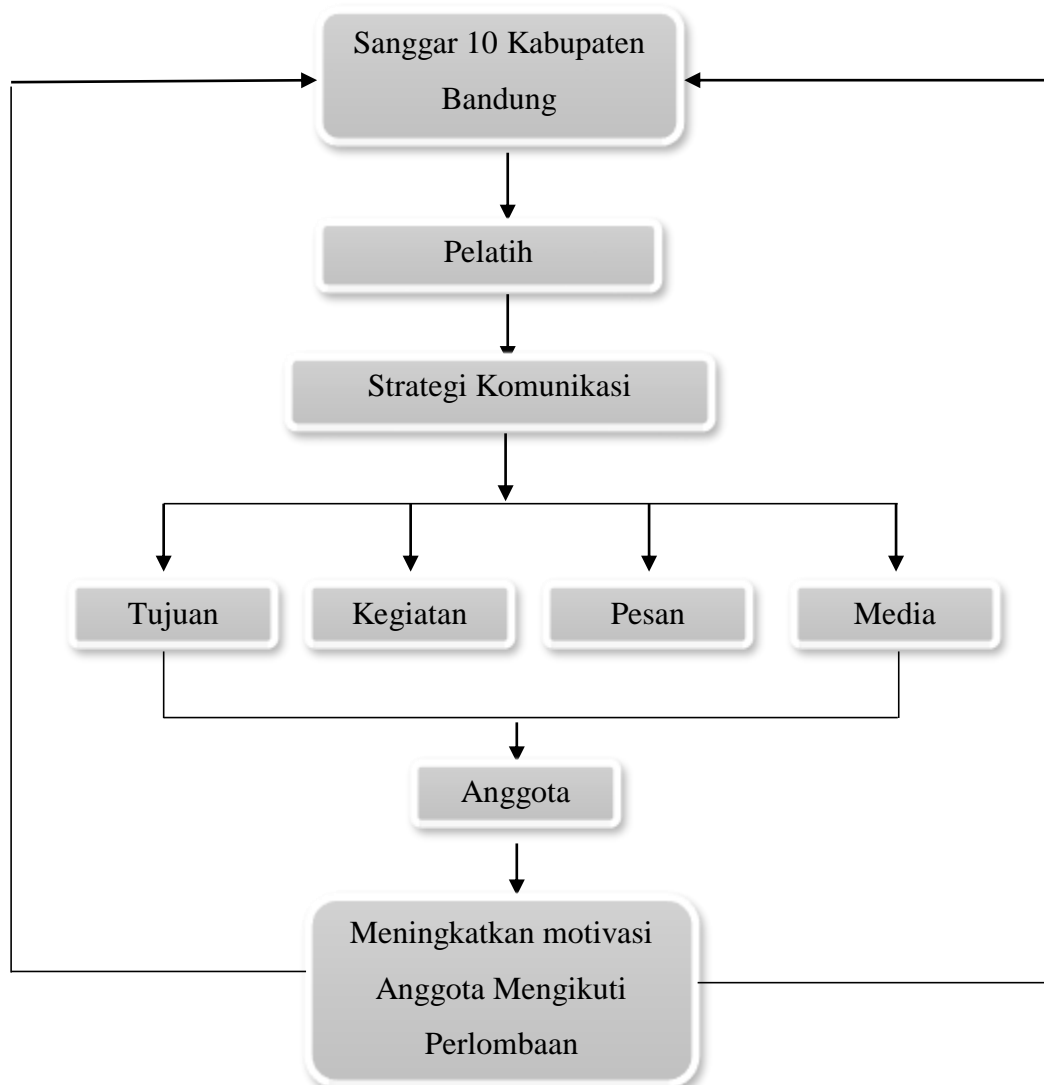 Sanggar 10 Kabupaten
Bandung
Pelatih
Strategi Komunikasi
Tujuan
Kegiatan
Pesan
Media
Anggota
Meningkatkan motivasi
Anggota Mengikuti
Perlombaan